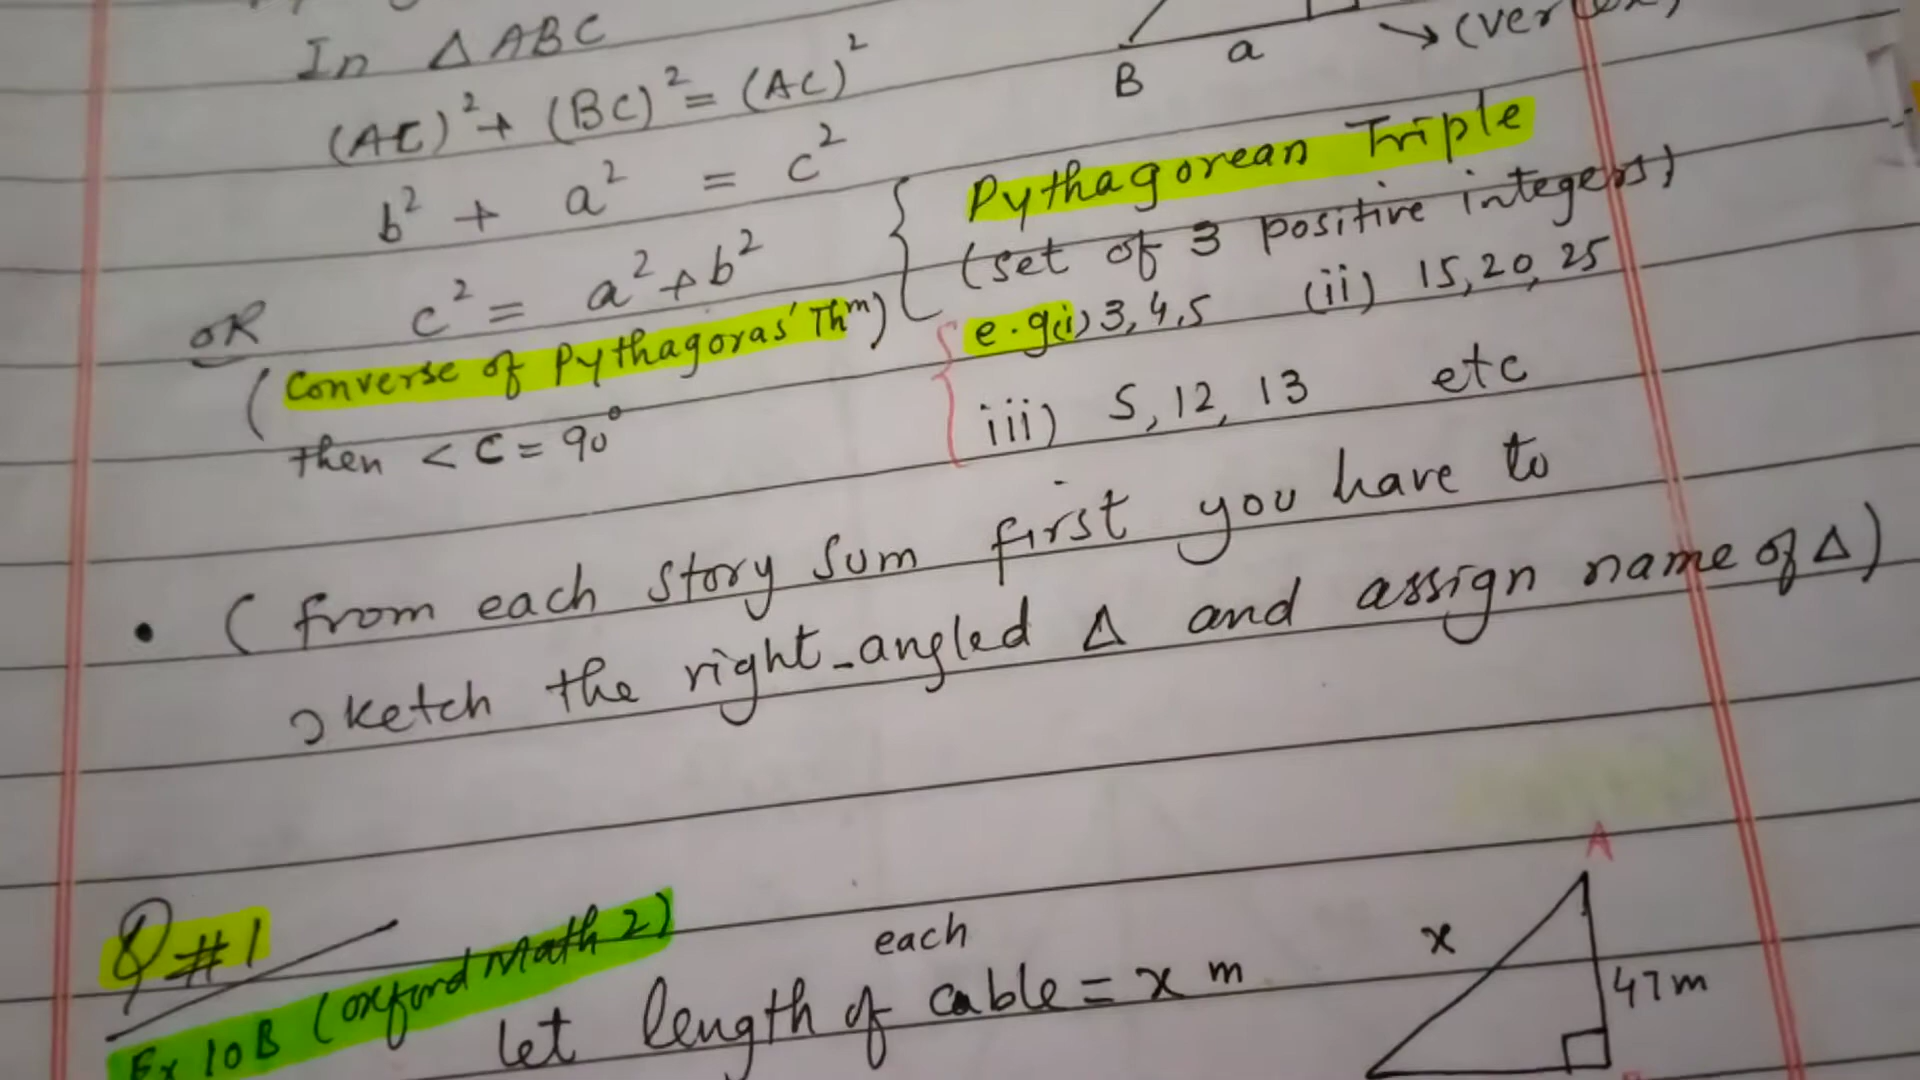 In △ABC
(AC)² + (BC)² = (AC)²
b² + a² = c²
OR c² = a² + b²
(Converse of Pythagoras' Thᵐ)
then < C = 90°
B a
→ (vertex)
Pythagorean Triple
(set of 3 positive integers)
e.g(i) 3, 4, 5 (ii) 15, 20, 25
iii) 5, 12, 13 etc
• (from each story sum first you have to
sketch the right-angled △ and assign name of △)
Q#1
Ex 10B (Oxford Math 2)
each
let length of cable = x m
A
x
47m